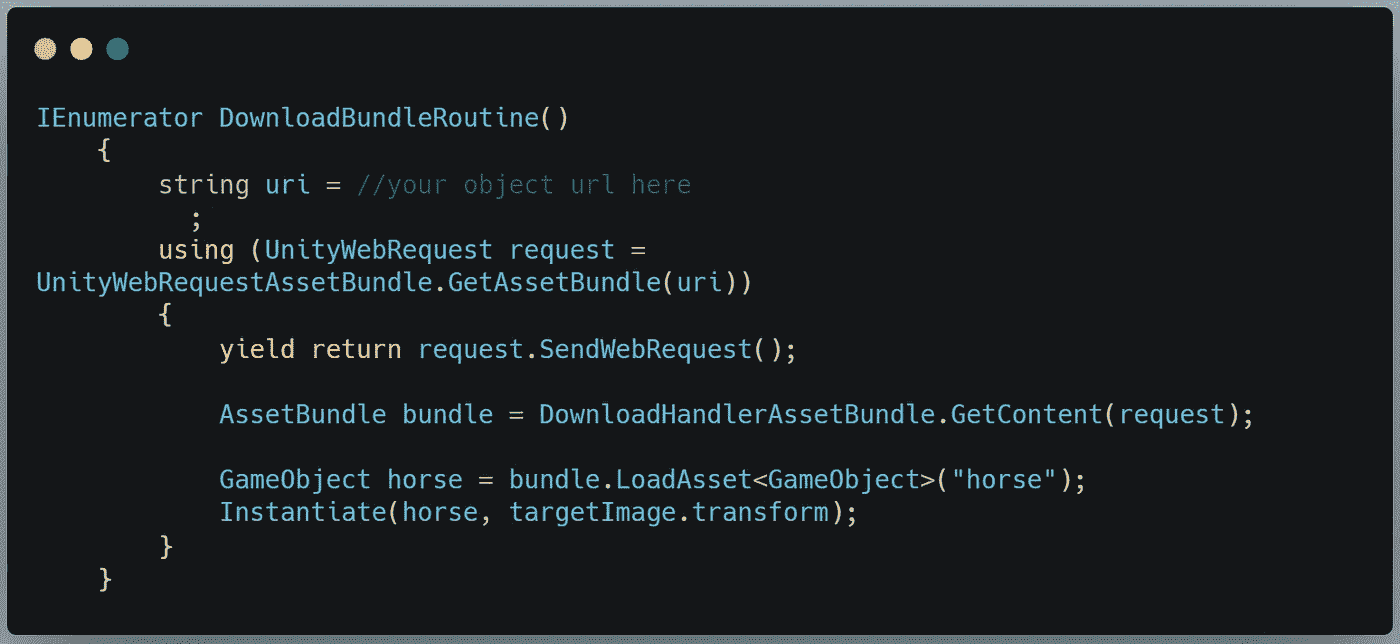 IEnumerator DownloadBundleRoutine()
    {
        string uri = //your object url here
          ;
        using (UnityWebRequest request =
UnityWebRequestAssetBundle.GetAssetBundle(uri))
        {
            yield return request.SendWebRequest();

            AssetBundle bundle = DownloadHandlerAssetBundle.GetContent(request);

            GameObject horse = bundle.LoadAsset<GameObject>("horse");
            Instantiate(horse, targetImage.transform);
        }
    }